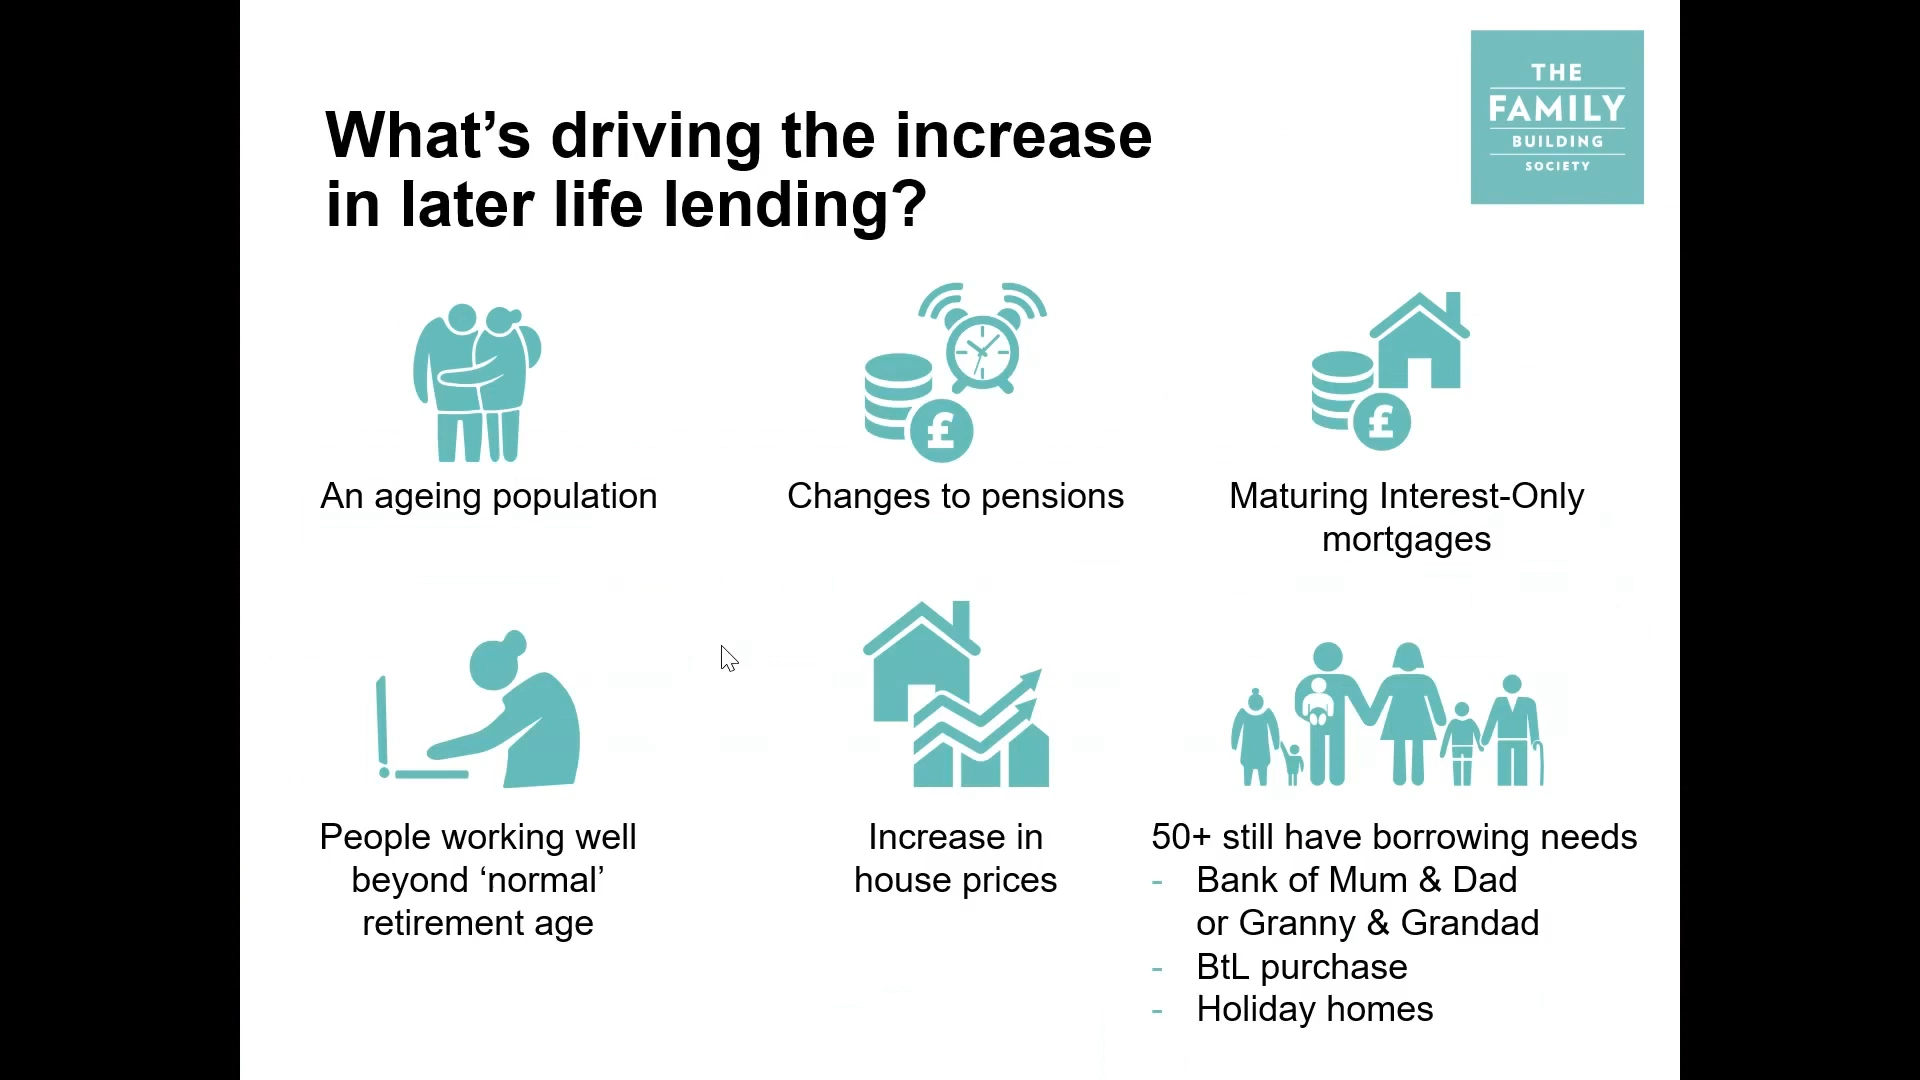 THE
FAMILY
BUILDING
SOCIETY
What’s driving the increase
in later life lending?
An ageing population
£
Changes to pensions
£
Maturing Interest-Only
mortgages
People working well
beyond ‘normal’
retirement age
Increase in
house prices
50+ still have borrowing needs
- Bank of Mum & Dad
or Granny & Grandad
- BtL purchase
- Holiday homes